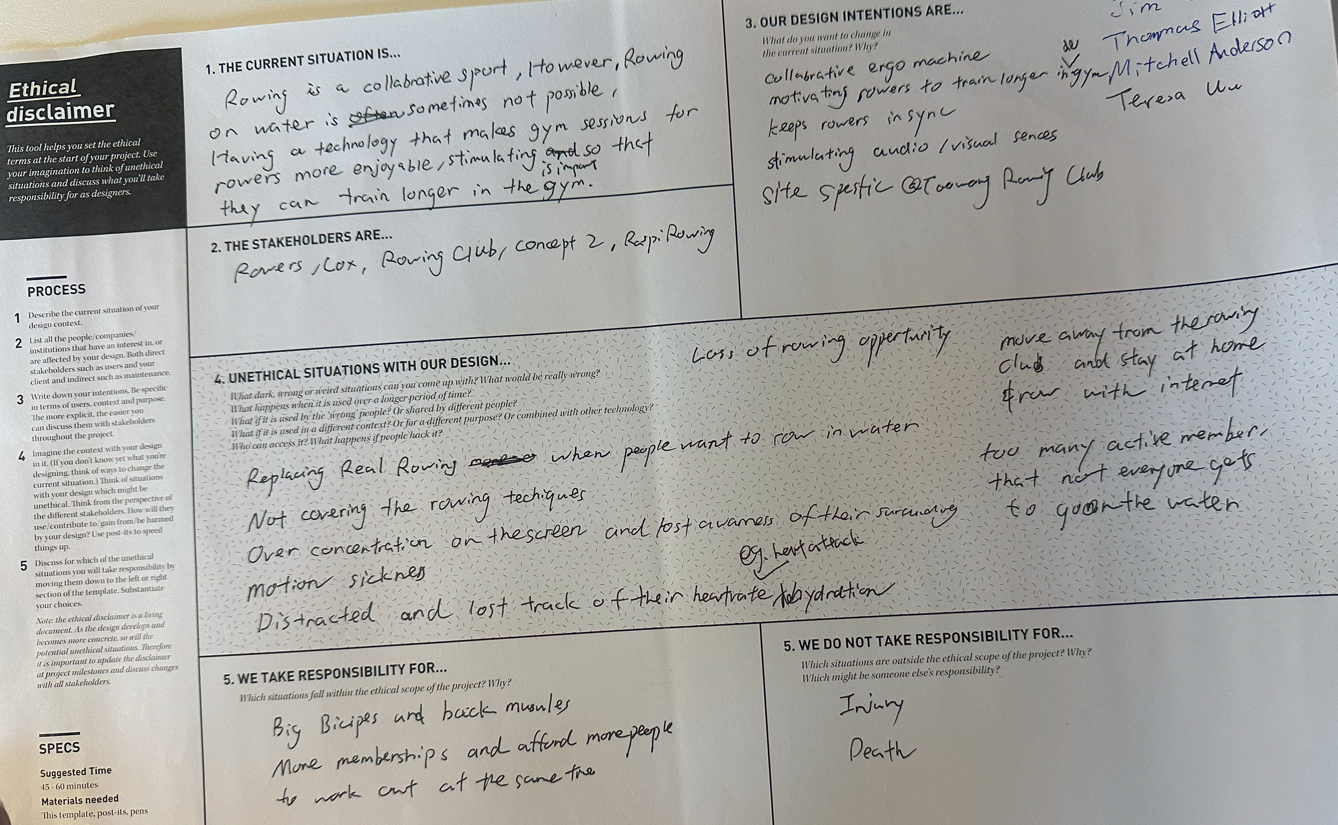 Ethical
disclaimer
This tool helps you set the ethical
terms at the start of your project. Use
your imagination to think of unethical
situations and discuss what you'll take
responsibility for as designers.
PROCESS
1 Describe the current situation of your
design context.
2 List all the people/companies/
institutions that have an interest in, or
are affected by your design. Both direct
stakeholders such as users and your
client and indirect such as maintenance.
3 Write down your intentions. Be specific
in terms of users, context and purpose.
The more explicit, the easier you
can discuss them with stakeholders
throughout the project.
4 Imagine the context with your design
in it. (If you don't know yet what you're
designing, think of ways to change the
current situation.) Think of situations
with your design which might be
unethical. Think from the perspective of
the different stakeholders. How will they
use/contribute to/gain from/be harmed
by your design? Use post-its to speed
things up.
5 Discuss for which of the unethical
situations you will take responsibility by
moving them down to the left or right
section of the template. Substantiate
your choices.
Note: the ethical disclaimer is a living
document. As the design develops and
becomes more concrete, so will the
potential unethical situations. Therefore
it is important to update the disclaimer
at project milestones and discuss changes
with all stakeholders.
SPECS
Suggested Time
45 - 60 minutes
Materials needed
This template, post-its, pens
1. THE CURRENT SITUATION IS...
Rowing is a collabrative sport, However, Rowing
on water is often sometimes not possible,
Having a technology that makes gym sessions for
rowers more enjoyable, stimulating and so that
is import
they can train longer in the gym.
2. THE STAKEHOLDERS ARE...
Rowers, Cox, Rowing Club, Concept 2, RaspiRowing
3. OUR DESIGN INTENTIONS ARE...
What do you want to change in
the current situation? Why?
collabrative ergo machine
motivating rowers to train longer in gym
keeps rowers in sync
stimulating audio / visual sences
Site Spesfic @Toowong Rowing Club
Jim
Thommas Elliott
Mitchell Anderson
Teresa
4. UNETHICAL SITUATIONS WITH OUR DESIGN...
What dark, wrong or weird situations can you come up with? What would be really wrong?
What happens when it is used over a longer period of time?
What if it is used by the 'wrong' people? Or shared by different people?
What if it is used in a different context? Or for a different purpose? Or combined with other technology?
Who can access it? What happens if people hack it?
Loss of rowing oppertunity
Replacing Real Rowing when people want to row in water
Not covering the rowing techiques
Over concentration on the screen and lost awarness of their surounding
motion sicknes
eg. heart attack
Distracted and lost track of their heartrate / hydration
move away from the rowing
club and stay at home
& row with internet
too many active member,
that not everyone gets
to go on the water
5. WE TAKE RESPONSIBILITY FOR...
Which situations fall within the ethical scope of the project? Why?
Big Bicipes and back musules
More memberships and afford more people
to work out at the same time
5. WE DO NOT TAKE RESPONSIBILITY FOR...
Which situations are outside the ethical scope of the project? Why?
Which might be someone else's responsibility?
Injury
Death